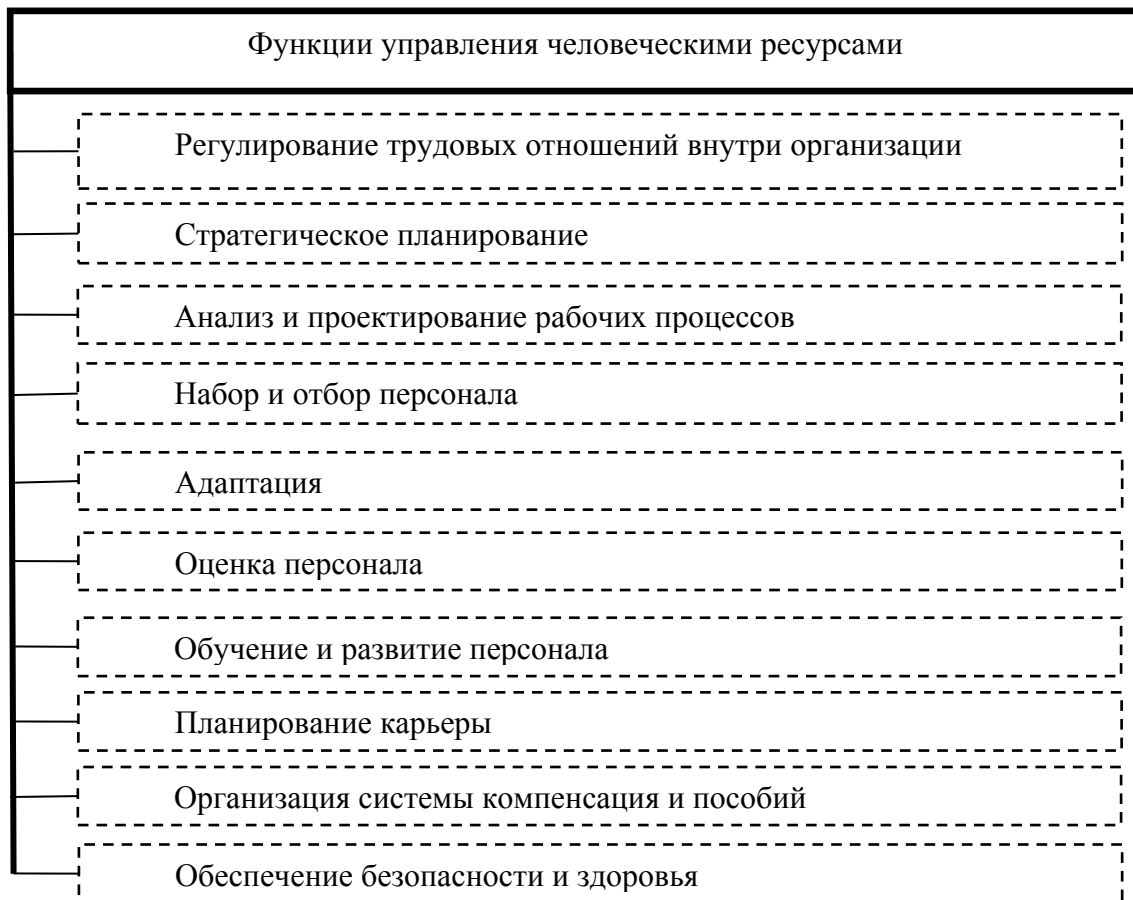 Функции управления человеческими ресурсами
Регулирование трудовых отношений внутри организации
Стратегическое планирование
Анализ и проектирование рабочих процессов
Набор и отбор персонала
Адаптация
Оценка персонала
Обучение и развитие персонала
Планирование карьеры
Организация системы компенсация и пособий
Обеспечение безопасности и здоровья